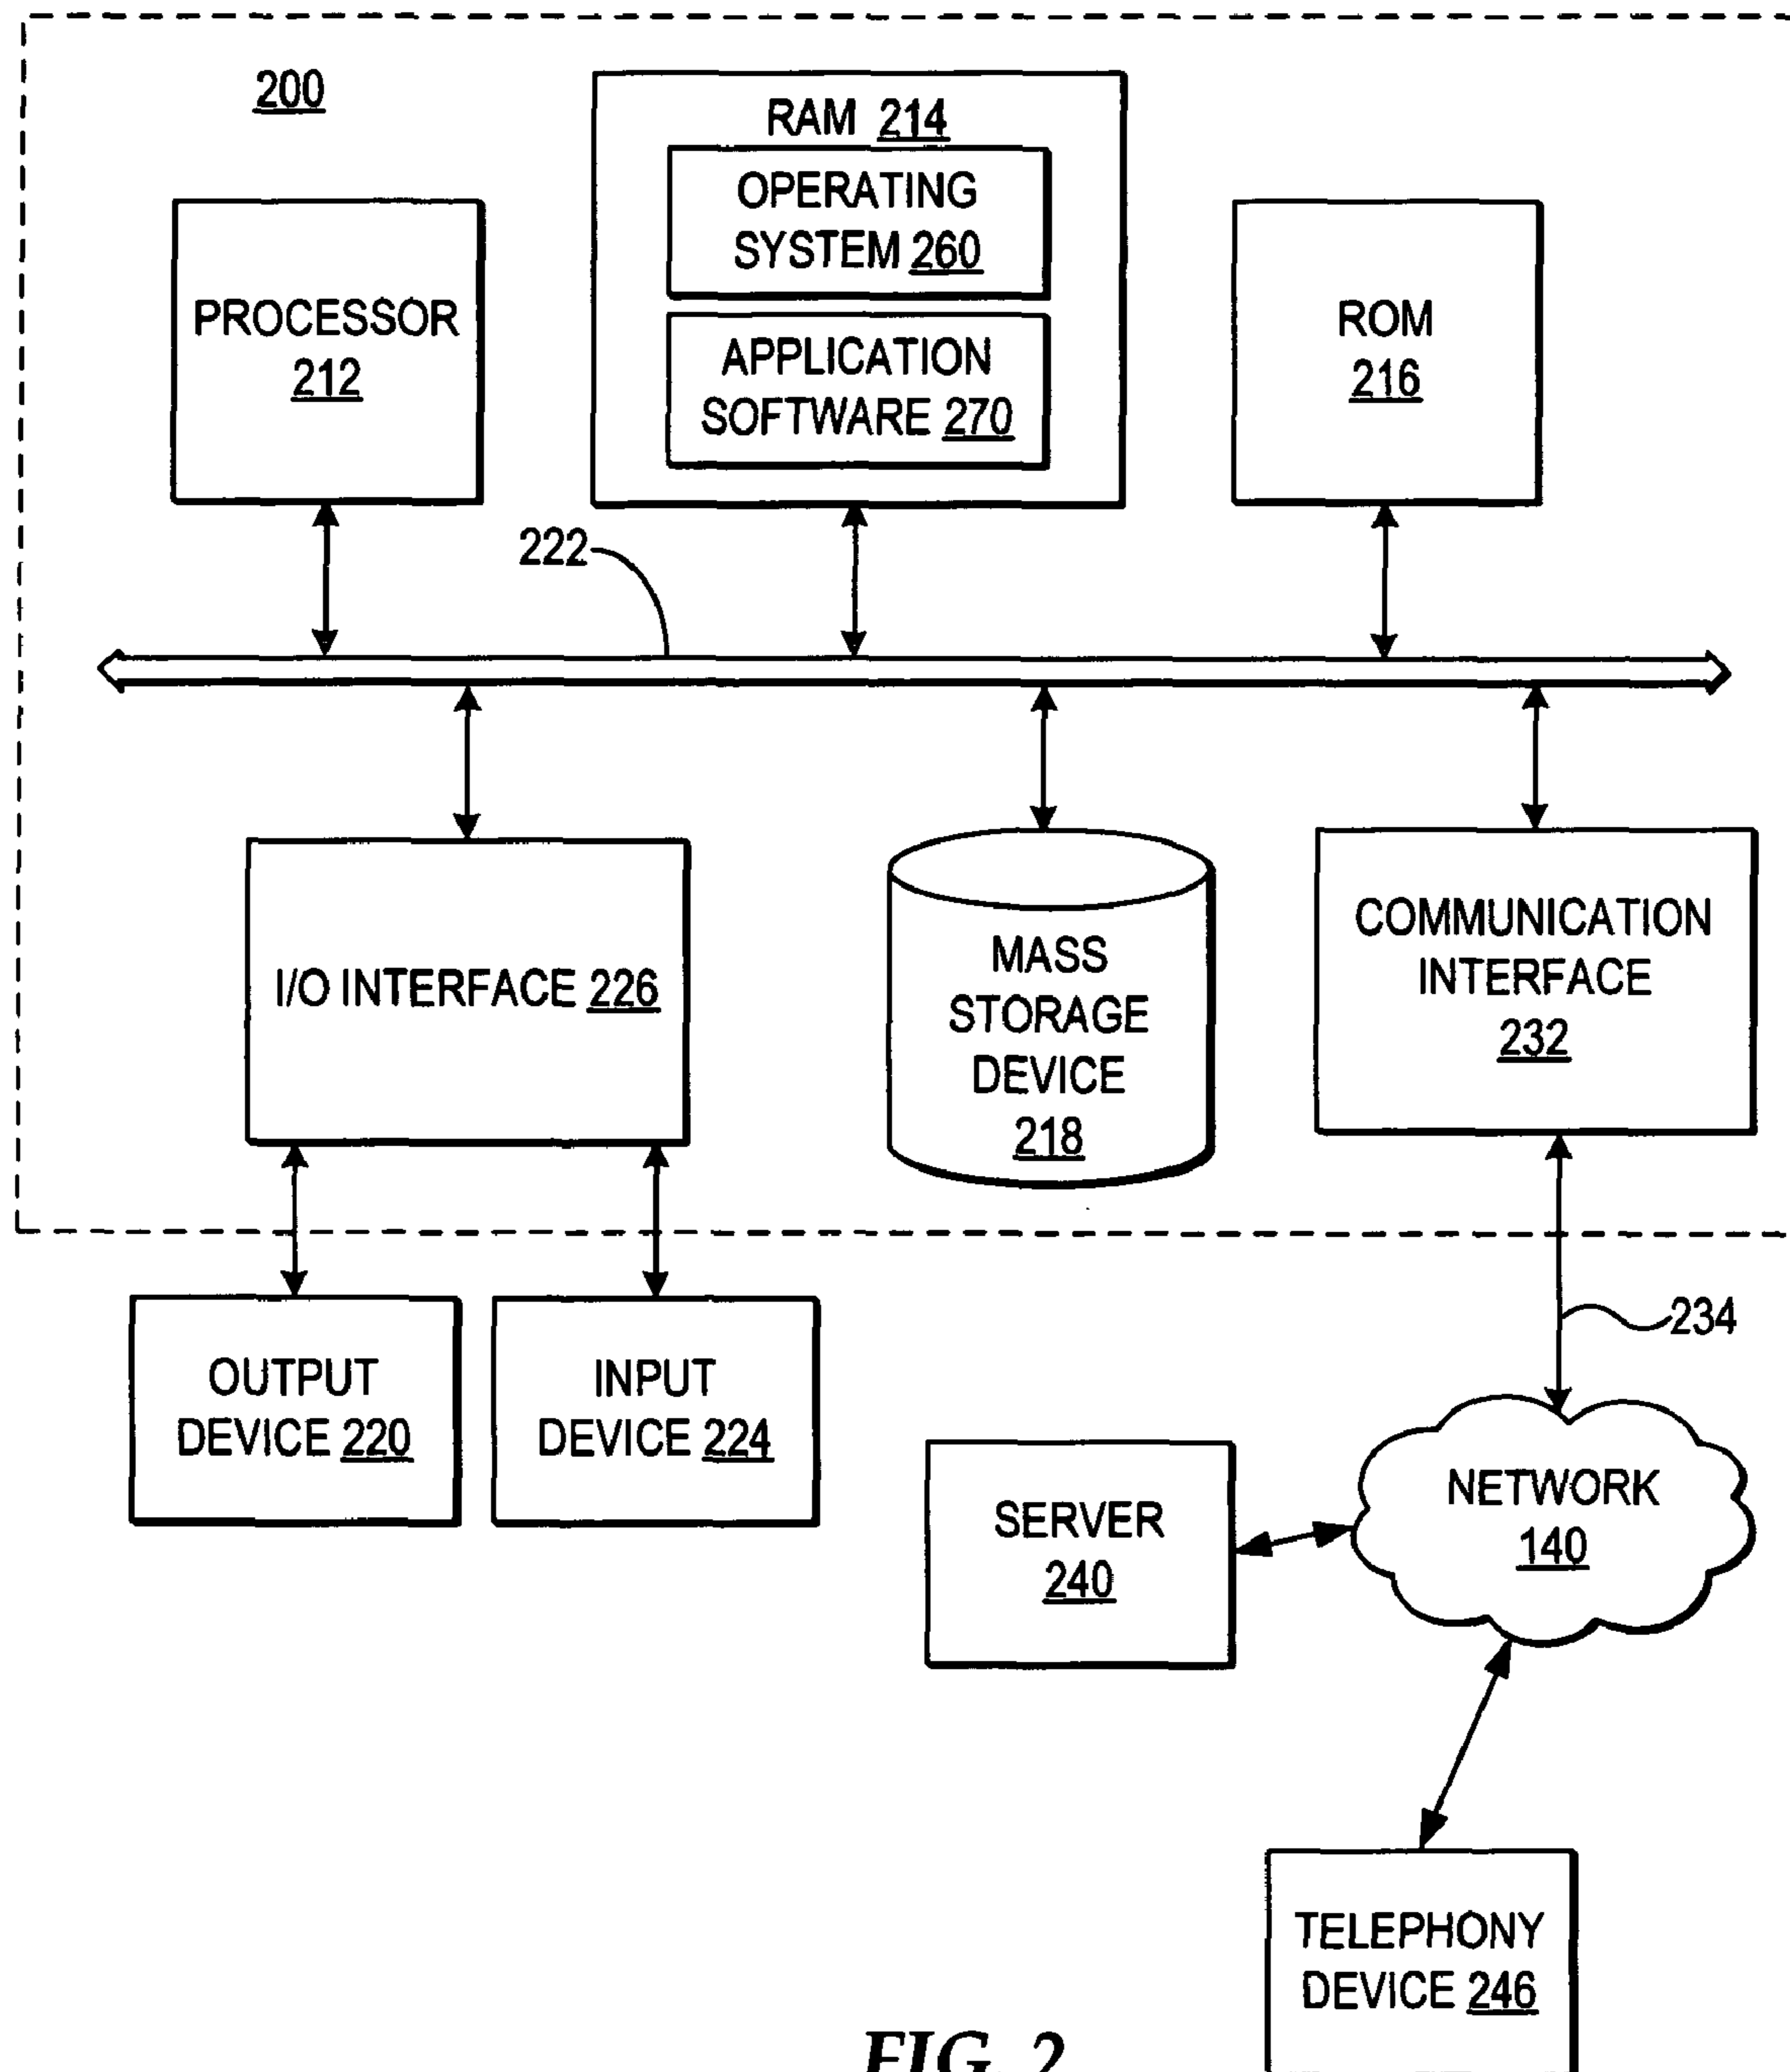 200
RAM 214
OPERATING
SYSTEM 260
APPLICATION
SOFTWARE 270
PROCESSOR
212
ROM
216
222
I/O INTERFACE 226
MASS
STORAGE
DEVICE
218
COMMUNICATION
INTERFACE
232
234
OUTPUT
DEVICE 220
INPUT
DEVICE 224
SERVER
240
NETWORK
140
TELEPHONY
DEVICE 246
FIG. 2